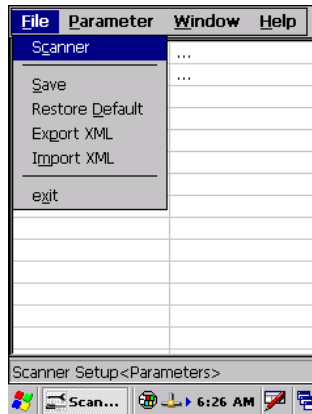 File Parameter Window Help
Scanner
...
...
Save
Restore Default
Export XML
Import XML
exit
Scanner Setup<Parameters>
Scan... 6:26 AM